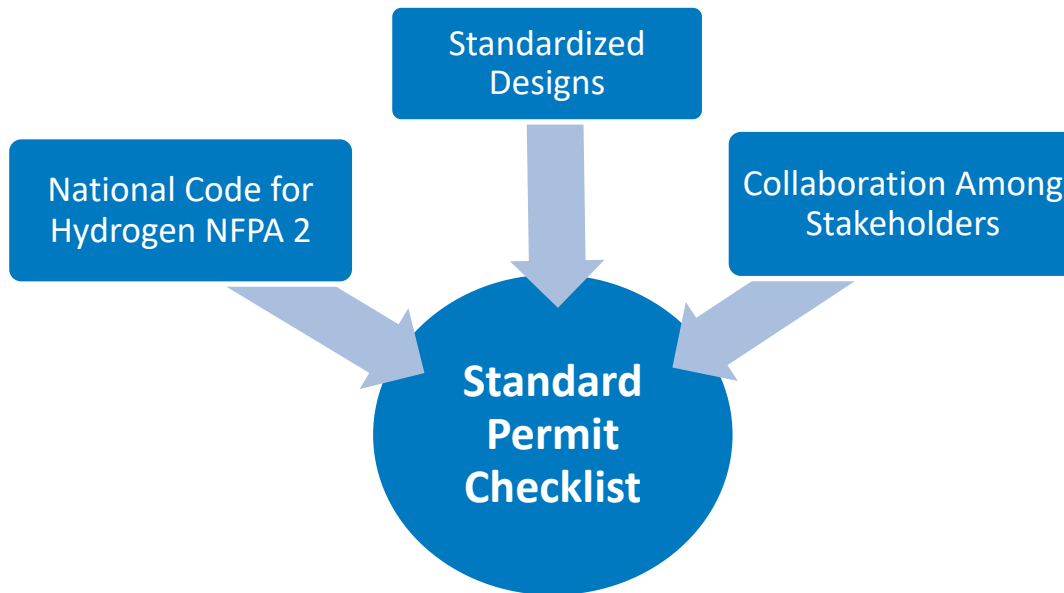 Standardized
Designs
National Code for
Hydrogen NFPA 2
Collaboration Among
Stakeholders
Standard
Permit
Checklist